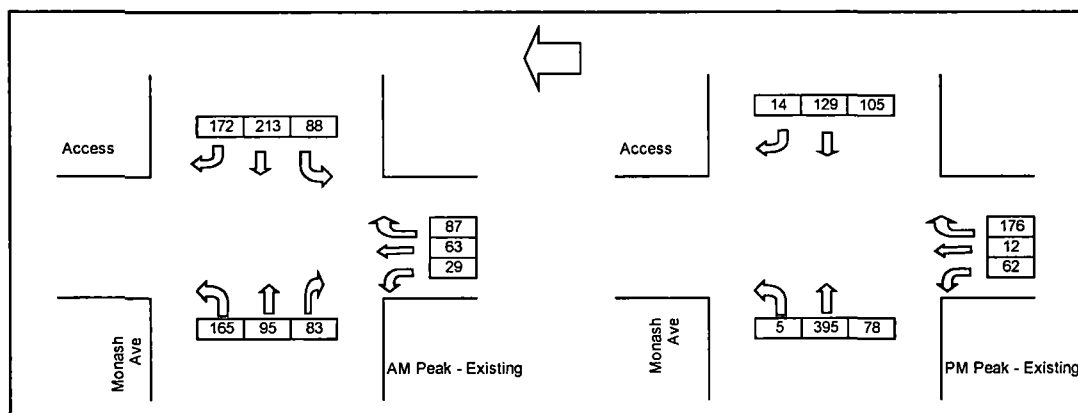 172 213 88
Access
87
63
29
165 95 83
Monash
Ave
AM Peak - Existing
14 129 105
Access
176
12
62
5 395 78
Monash
Ave
PM Peak - Existing